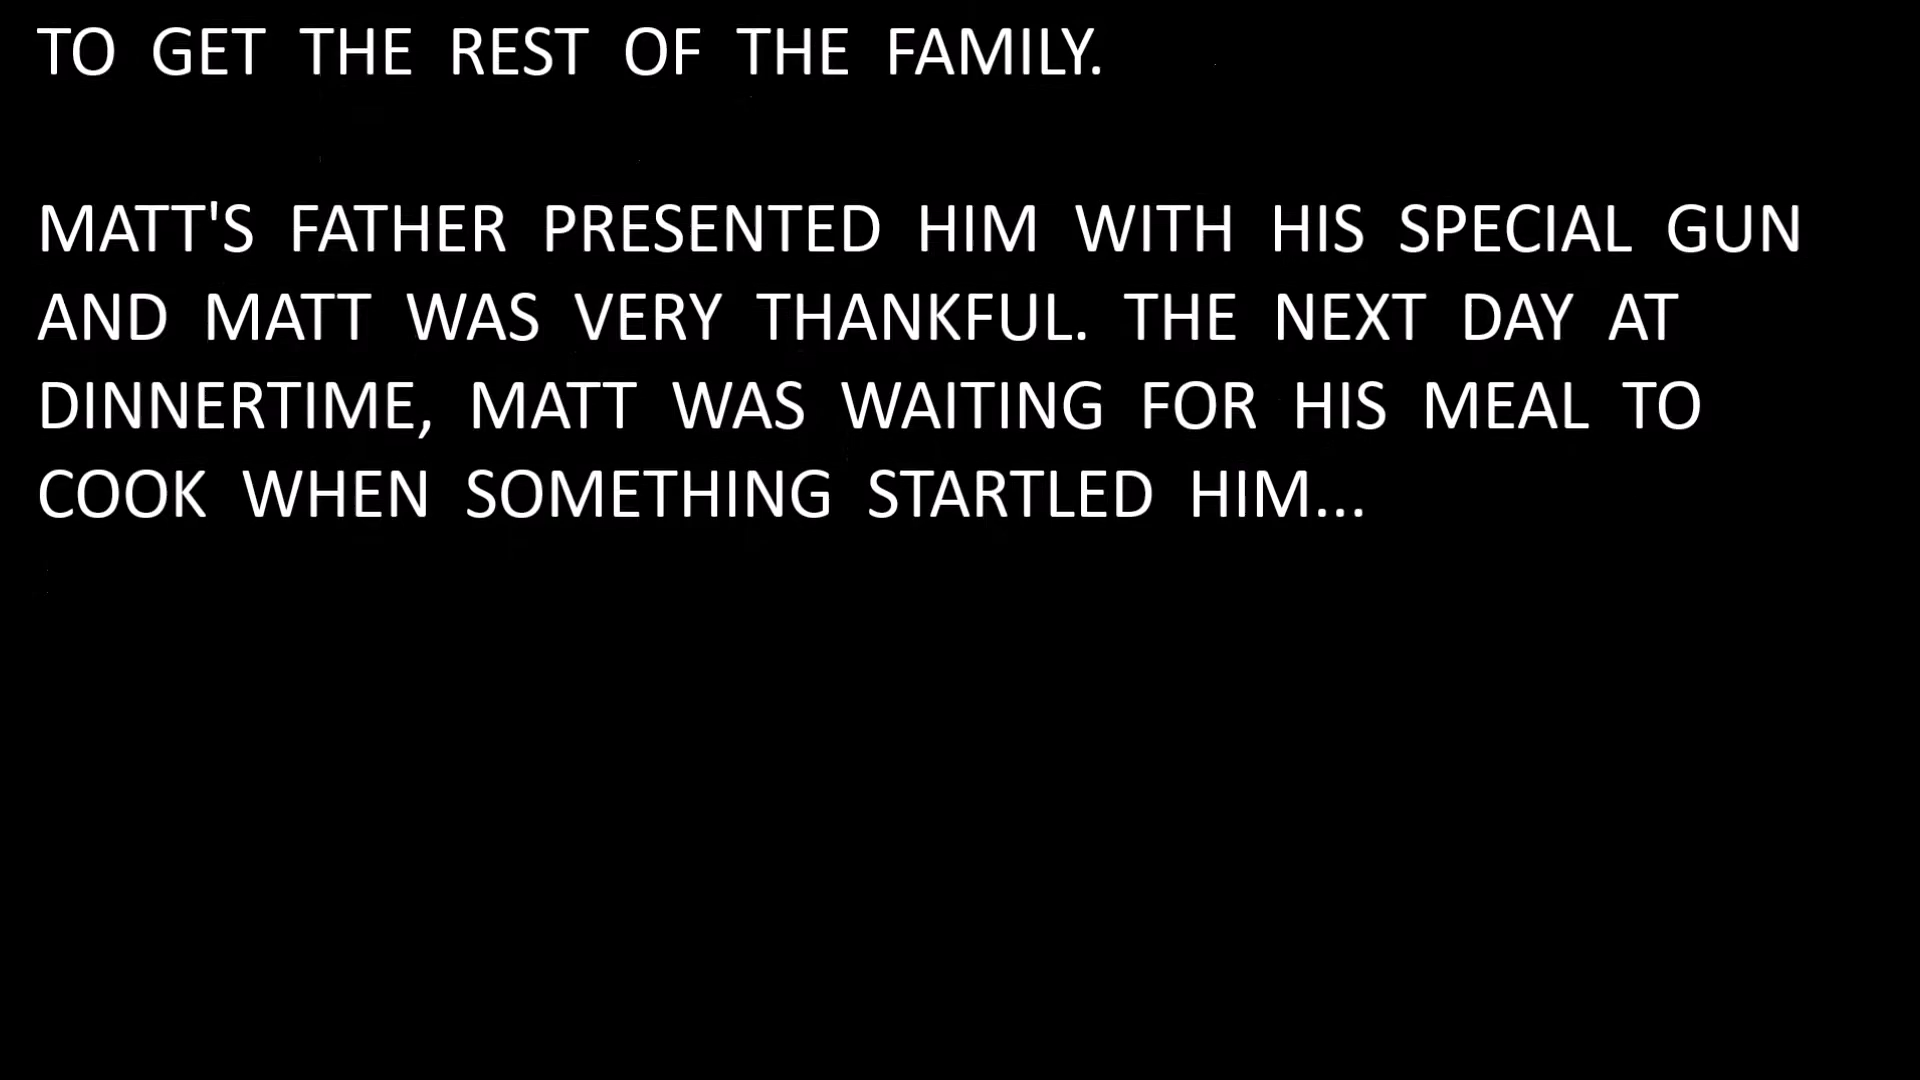 TO GET THE REST OF THE FAMILY.
MATT'S FATHER PRESENTED HIM WITH HIS SPECIAL GUN
AND MATT WAS VERY THANKFUL. THE NEXT DAY AT
DINNERTIME, MATT WAS WAITING FOR HIS MEAL TO
COOK WHEN SOMETHING STARTLED HIM...